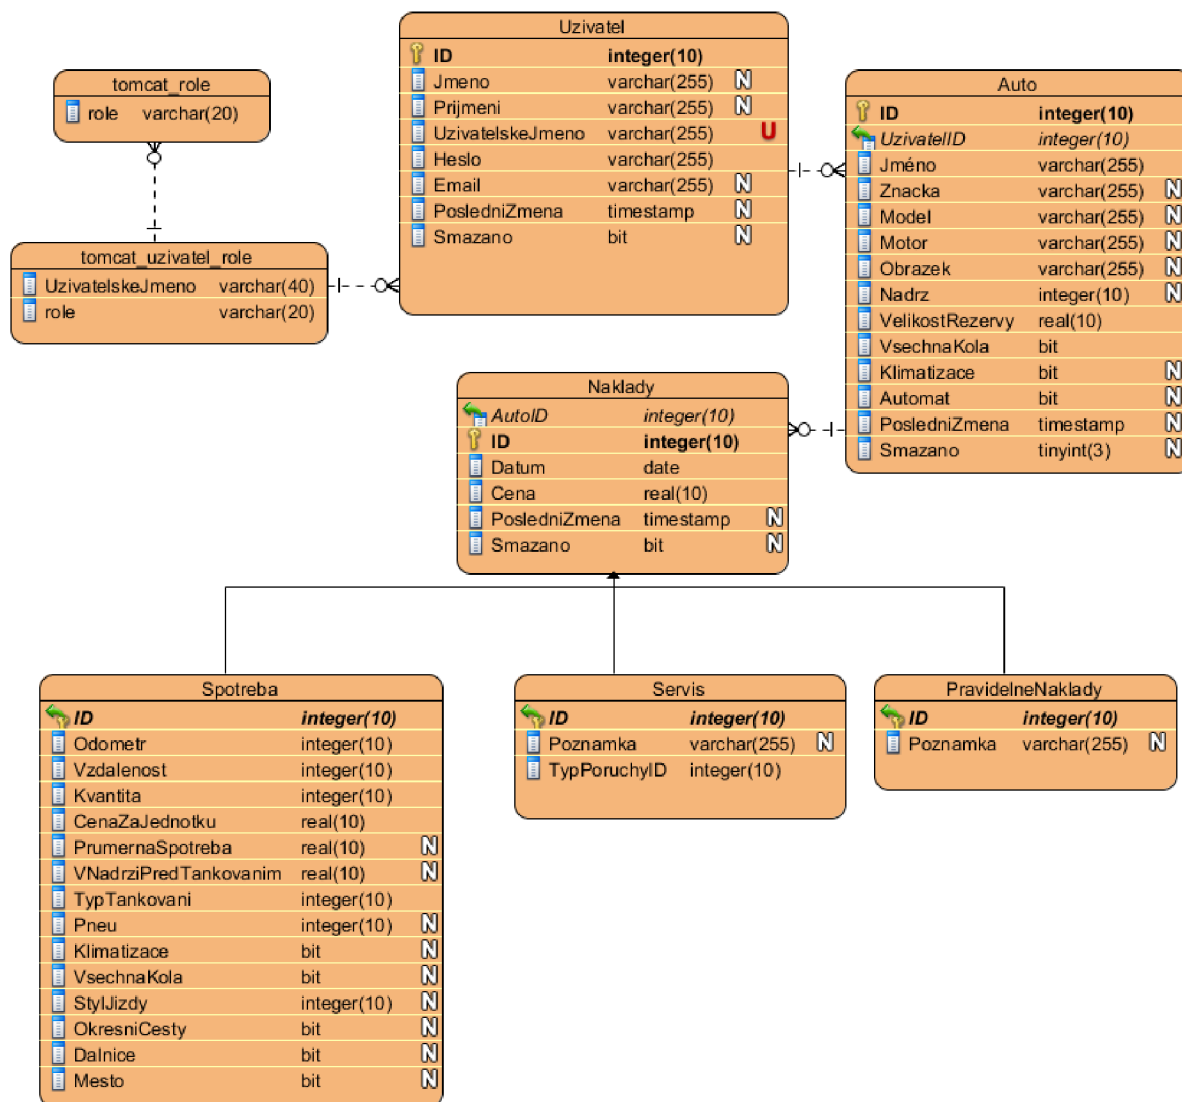 Uzivatel
ID integer(10)
Jmeno varchar(255) N
Prijmeni varchar(255) N
UzivatelskeJmeno varchar(255) U
Heslo varchar(255)
Email varchar(255) N
PosledniZmena timestamp N
Smazano bit N
tomcat_role
role varchar(20)
tomcat_uzivatel_role
UzivatelskeJmeno varchar(40)
role varchar(20)
Auto
ID integer(10)
UzivatelID integer(10)
Jméno varchar(255)
Znacka varchar(255) N
Model varchar(255) N
Motor varchar(255) N
Obrazek varchar(255) N
Nadrz integer(10) N
VelikostRezervy real(10)
VsechnaKola bit
Klimatizace bit N
Automat bit N
PosledniZmena timestamp N
Smazano tinyint(3) N
Naklady
AutoID integer(10)
ID integer(10)
Datum date
Cena real(10)
PosledniZmena timestamp N
Smazano bit N
Spotreba
ID integer(10)
Odometr integer(10)
Vzdalenost integer(10)
Kvantita integer(10)
CenaZaJednotku real(10)
PrumernaSpotreba real(10) N
VNadrziPredTankovanim real(10) N
TypTankovani integer(10)
Pneu integer(10) N
Klimatizace bit N
VsechnaKola bit N
StylJizdy integer(10) N
OkresniCesty bit N
Dalnice bit N
Mesto bit N
Servis
ID integer(10)
Poznamka varchar(255) N
TypPoruchyID integer(10)
PravidelneNaklady
ID integer(10)
Poznamka varchar(255) N